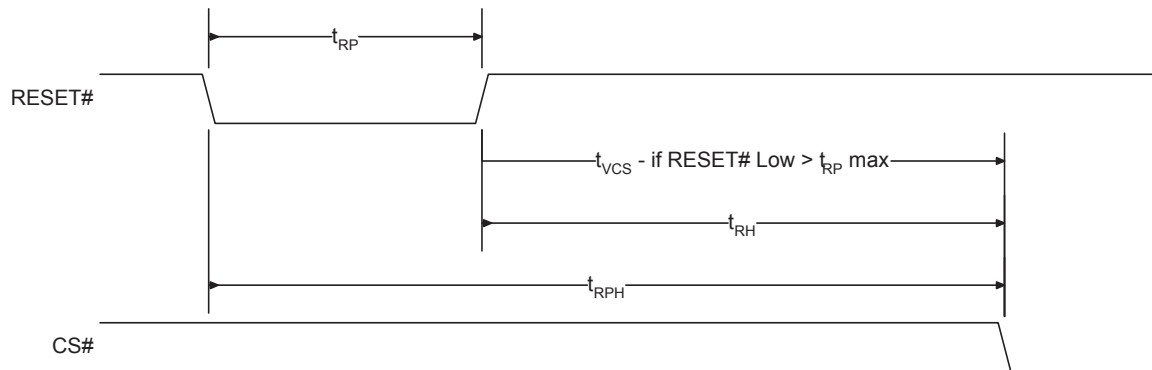 tRP
RESET#
tVCS - if RESET# Low > tRP max
tRH
tRPH
CS#